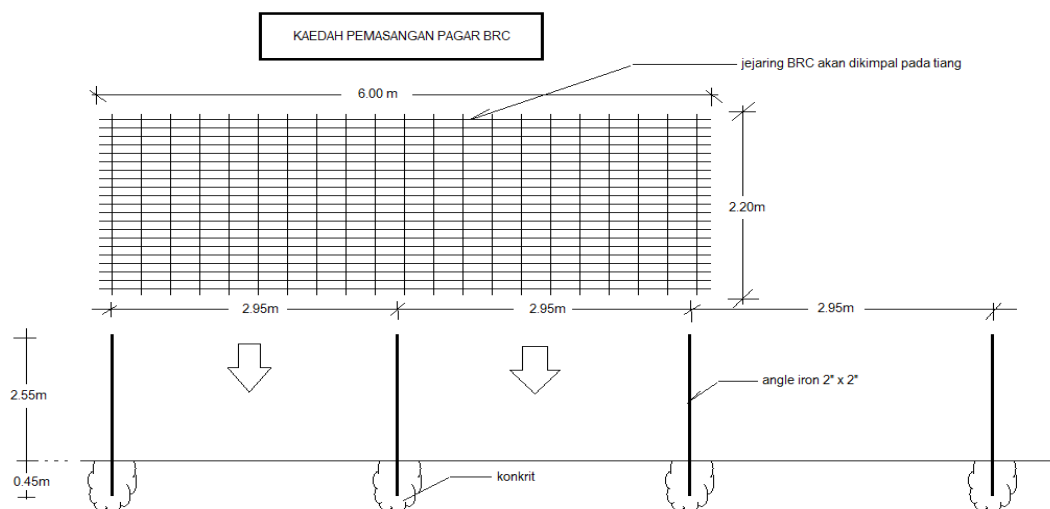 KAEDAH PEMASANGAN PAGAR BRC
jejaring BRC akan dikimpal pada tiang
6.00 m
2.20m
2.95m
2.95m
2.95m
2.55m
angle iron 2" x 2"
0.45m
konkrit